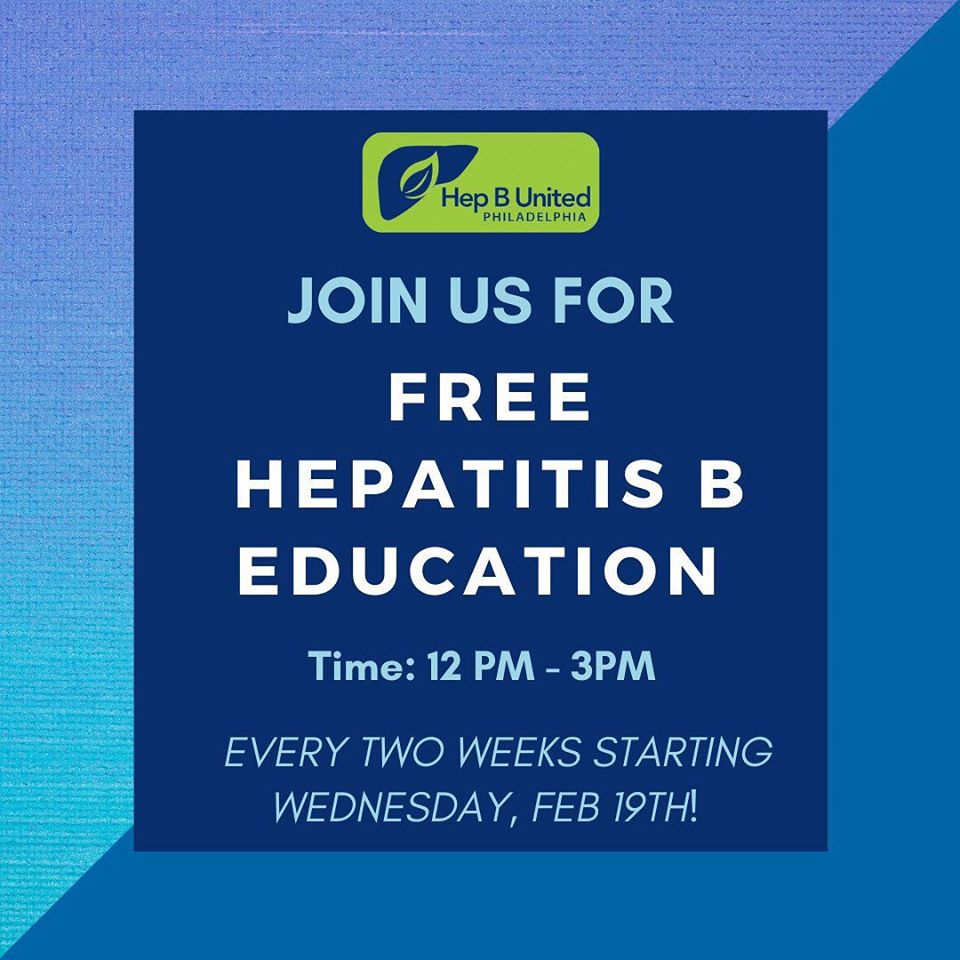 Hep B United
PHILADELPHIA
JOIN US FOR
FREE
HEPATITIS B
EDUCATION
Time: 12 PM - 3PM
EVERY TWO WEEKS STARTING
WEDNESDAY, FEB 19TH!